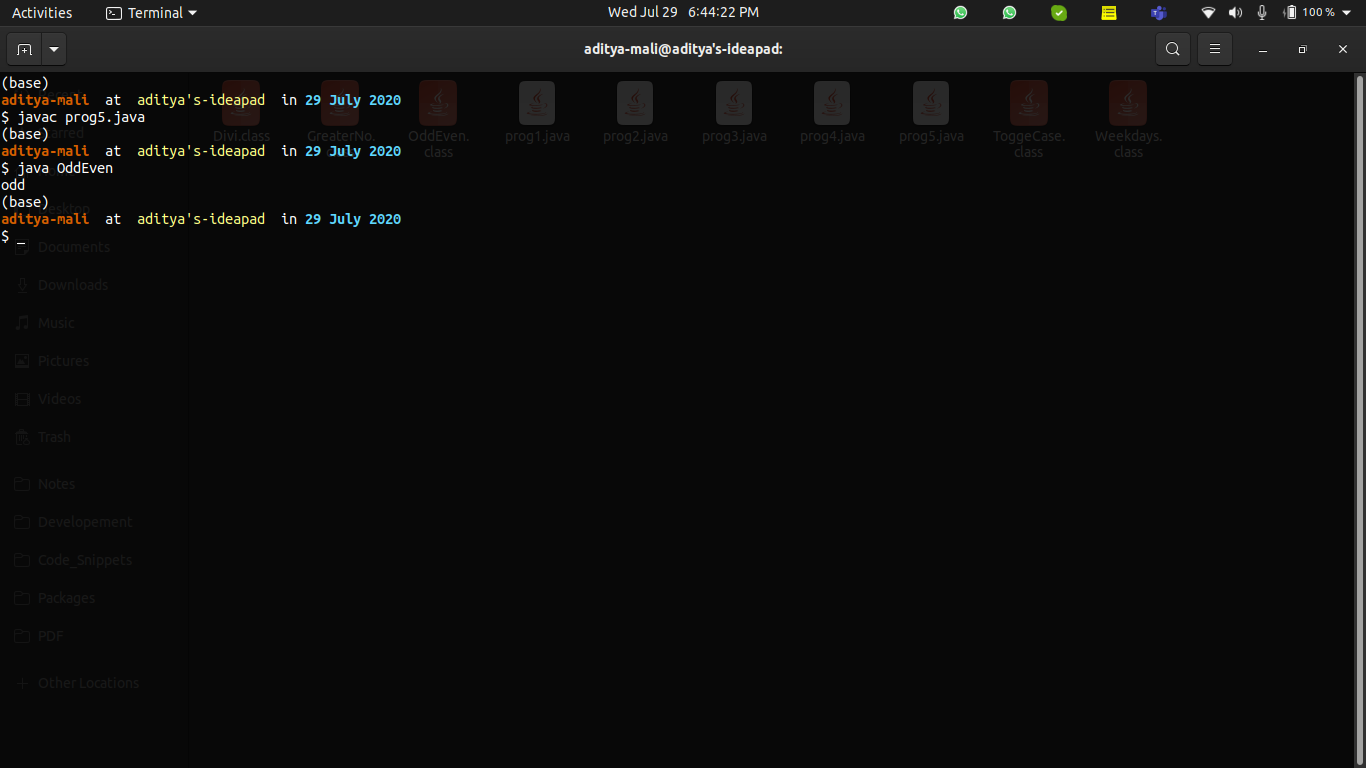 Activities Terminal Wed Jul 29 6:44:22 PM 100 %
aditya-mali@aditya's-ideapad:
(base)
aditya-mali at aditya's-ideapad in 29 July 2020
$ javac prog5.java
(base)
aditya-mali at aditya's-ideapad in 29 July 2020
$ java OddEven
odd
(base)
aditya-mali at aditya's-ideapad in 29 July 2020
$ _
Divi.class GreaterNo. OddEven. prog1.java prog2.java prog3.java prog4.java prog5.java ToggeCase. Weekdays.
class class class
Desktop
Documents
Downloads
Music
Pictures
Videos
Trash
Notes
Developement
Code_Snippets
Packages
PDF
+ Other Locations